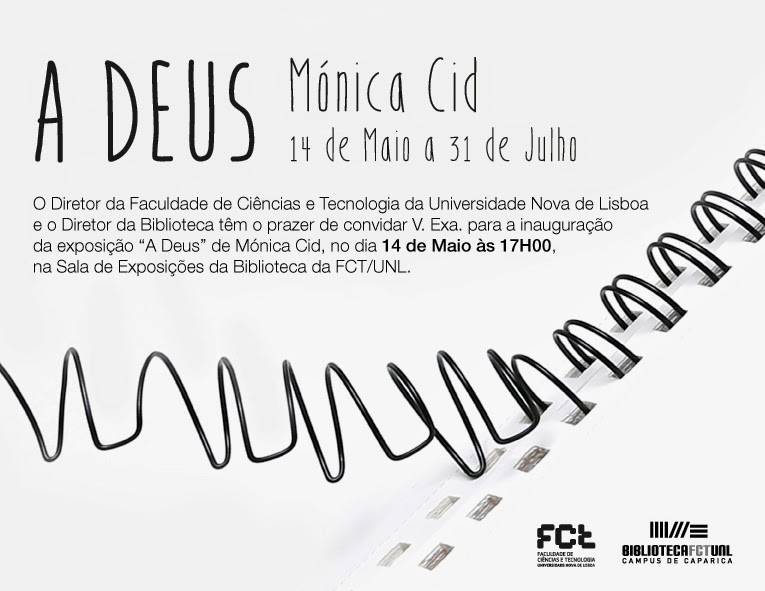 A DEUS
Mónica Cid
14 de Maio a 31 de Julho
O Diretor da Faculdade de Ciências e Tecnologia da Universidade Nova de Lisboa
e o Diretor da Biblioteca têm o prazer de convidar V. Exa. para a inauguração
da exposição “A Deus” de Mónica Cid, no dia 14 de Maio às 17H00,
na Sala de Exposições da Biblioteca da FCT/UNL.
FCt
FACULDADE DE
CIÊNCIAS E TECNOLOGIA
UNIVERSIDADE NOVA DE LISBOA
BIBLIOTECAFCTUNL
CAMPUS DE CAPARICA